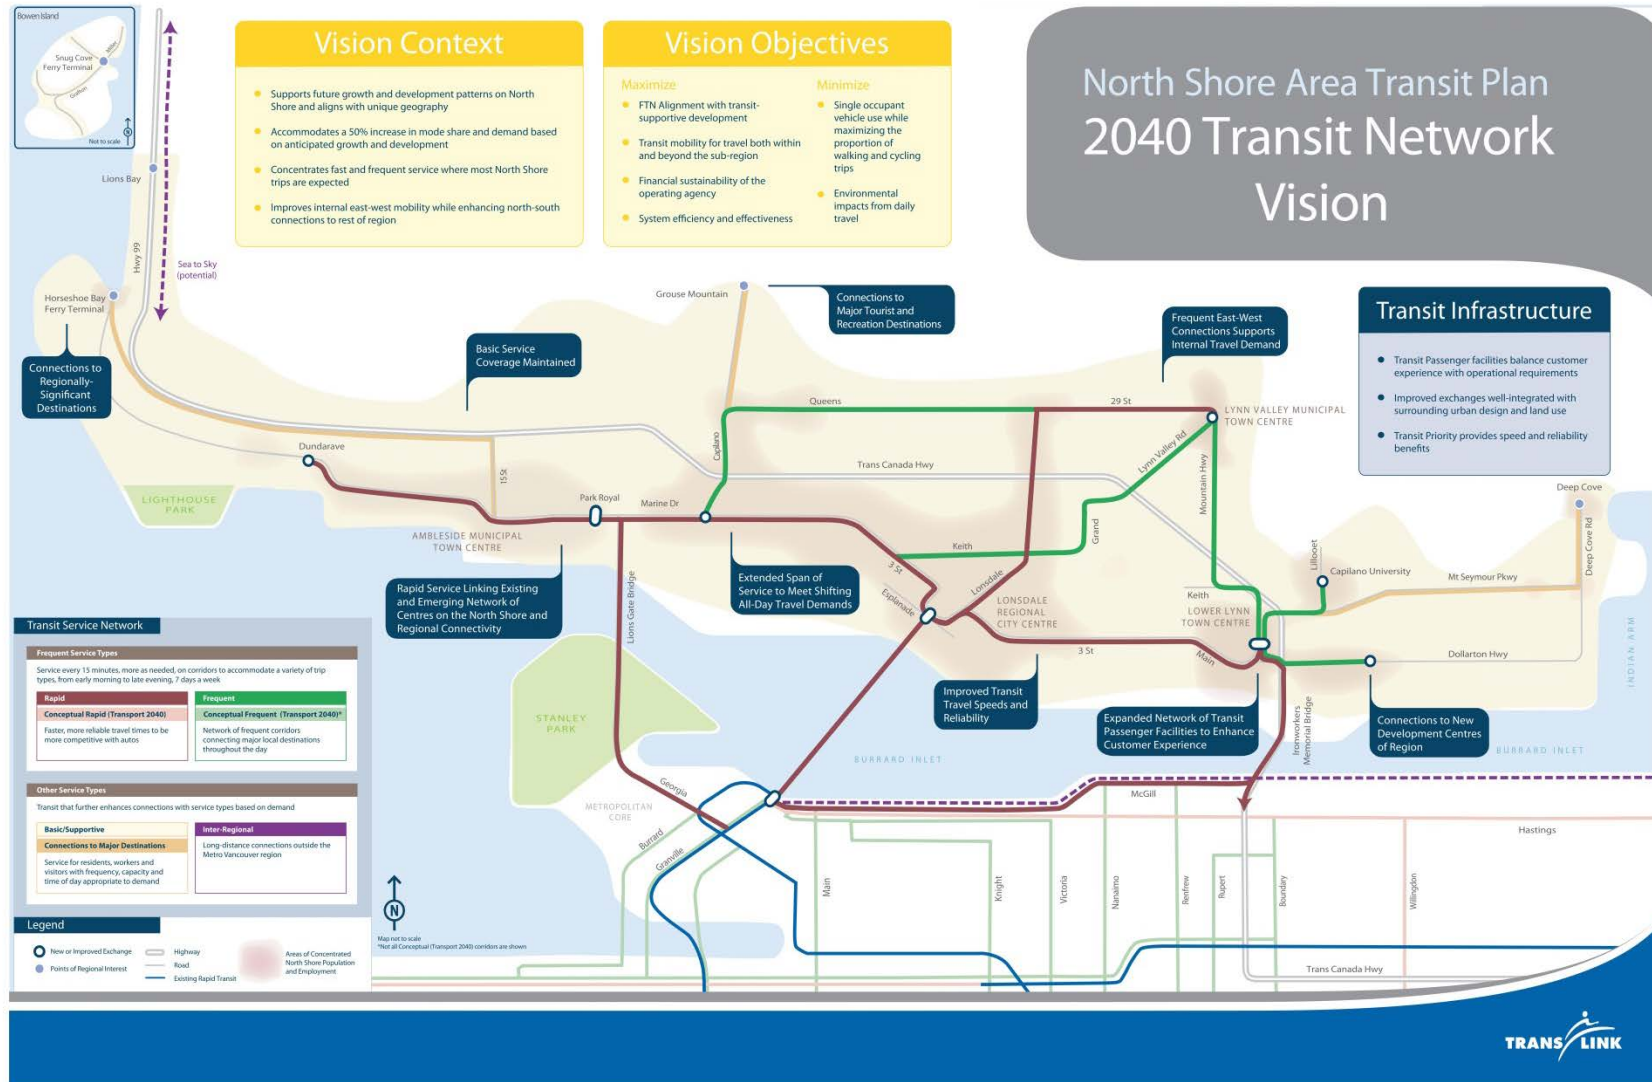 Bowen Island
Snug Cove
Ferry Terminal
Miller
Grafton
N
Not to scale
Lions Bay
Hwy 99
Sea to Sky
(potential)
Horseshoe Bay
Ferry Terminal
Vision Context
Supports future growth and development patterns on North
Shore and aligns with unique geography
Accommodates a 50% increase in mode share and demand based
on anticipated growth and development
Concentrates fast and frequent service where most North Shore
trips are expected
Improves internal east-west mobility while enhancing north-south
connections to rest of region
Vision Objectives
Maximize
FTN Alignment with transit-
supportive development
Transit mobility for travel both within
and beyond the sub-region
Financial sustainability of the
operating agency
System efficiency and effectiveness
Minimize
Single occupant
vehicle use while
maximizing the
proportion of
walking and cycling
trips
Environmental
impacts from daily
travel
North Shore Area Transit Plan
2040 Transit Network
Vision
Transit Infrastructure
Transit Passenger facilities balance customer
experience with operational requirements
Improved exchanges well-integrated with
surrounding urban design and land use
Transit Priority provides speed and reliability
benefits
Connections to
Regionally-
Significant
Destinations
Basic Service
Coverage Maintained
Grouse Mountain
Connections to
Major Tourist and
Recreation Destinations
Frequent East-West
Connections Supports
Internal Travel Demand
Queens
29 St
LYNN VALLEY MUNICIPAL
TOWN CENTRE
Capilano
Lynn Valley Rd
Mountain Hwy
Trans Canada Hwy
Dundarave
15 St
Park Royal
Marine Dr
LIGHTHOUSE
PARK
AMBLESIDE MUNICIPAL
TOWN CENTRE
Keith
Grand
3 St
Esplanade
Lonsdale
LONSDALE
REGIONAL
CITY CENTRE
Keith
LOWER LYNN
TOWN CENTRE
Lillooet
Capilano University
Mt Seymour Pkwy
Deep Cove
Deep Cove Rd
Dollarton Hwy
INDIAN ARM
3 St
Main
Rapid Service Linking Existing
and Emerging Network of
Centres on the North Shore and
Regional Connectivity
Extended Span of
Service to Meet Shifting
All-Day Travel Demands
Improved Transit
Travel Speeds and
Reliability
Expanded Network of Transit
Passenger Facilities to Enhance
Customer Experience
Connections to New
Development Centres
of Region
Lions Gate Bridge
Ironworkers
Memorial Bridge
STANLEY
PARK
BURRARD INLET
BURRARD INLET
METROPOLITAN
CORE
Georgia
Burrard
Granville
McGill
Hastings
Main
Knight
Victoria
Nanaimo
Renfrew
Rupert
Boundary
Willingdon
Trans Canada Hwy
Transit Service Network
Frequent Service Types
Service every 15 minutes, more as needed, on corridors to accommodate a variety of trip
types, from early morning to late evening, 7 days a week
Rapid
Conceptual Rapid (Transport 2040)
Faster, more reliable travel times to be
more competitive with autos
Frequent
Conceptual Frequent (Transport 2040)*
Network of frequent corridors
connecting major local destinations
throughout the day
Other Service Types
Transit that further enhances connections with service types based on demand
Basic/Supportive
Connections to Major Destinations
Service for residents, workers and
visitors with frequency, capacity and
time of day appropriate to demand
Inter-Regional
Long-distance connections outside the
Metro Vancouver region
Legend
New or Improved Exchange
Points of Regional Interest
Highway
Road
Existing Rapid Transit
Areas of Concentrated
North Shore Population
and Employment
N
Map not to scale
*Not all Conceptual (Transport 2040) corridors are shown
TRANS LINK